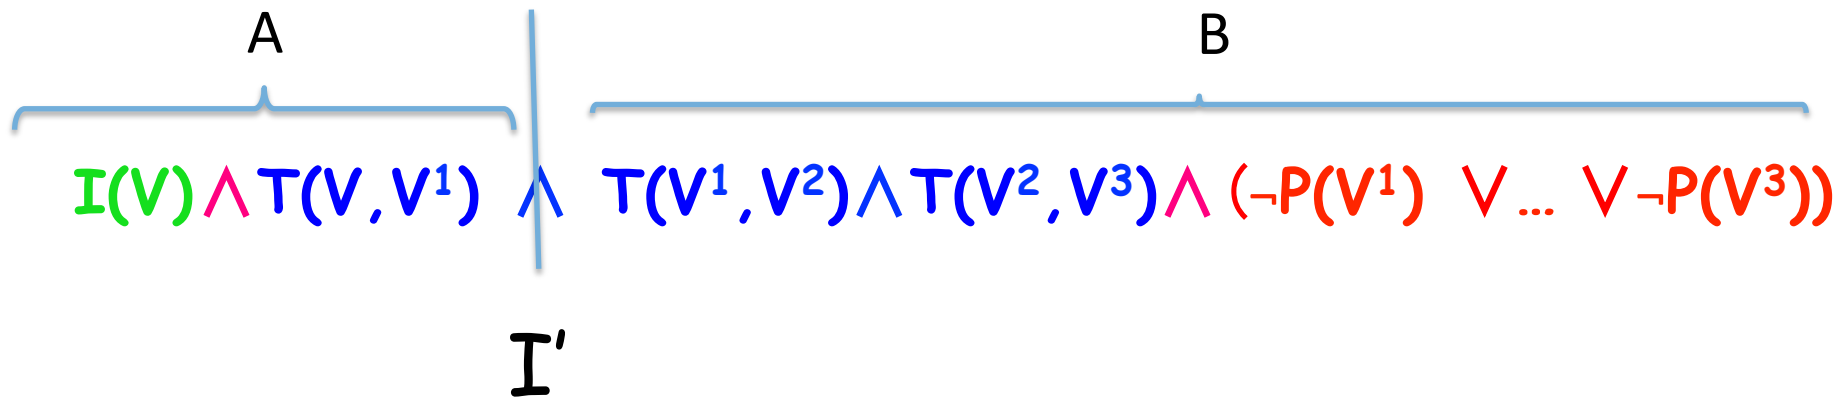 A B
I(V) ∧ T(V,V¹) ∧ T(V¹,V²) ∧ T(V²,V³) ∧ (¬P(V¹) ∨ … ∨ ¬P(V³))
I'